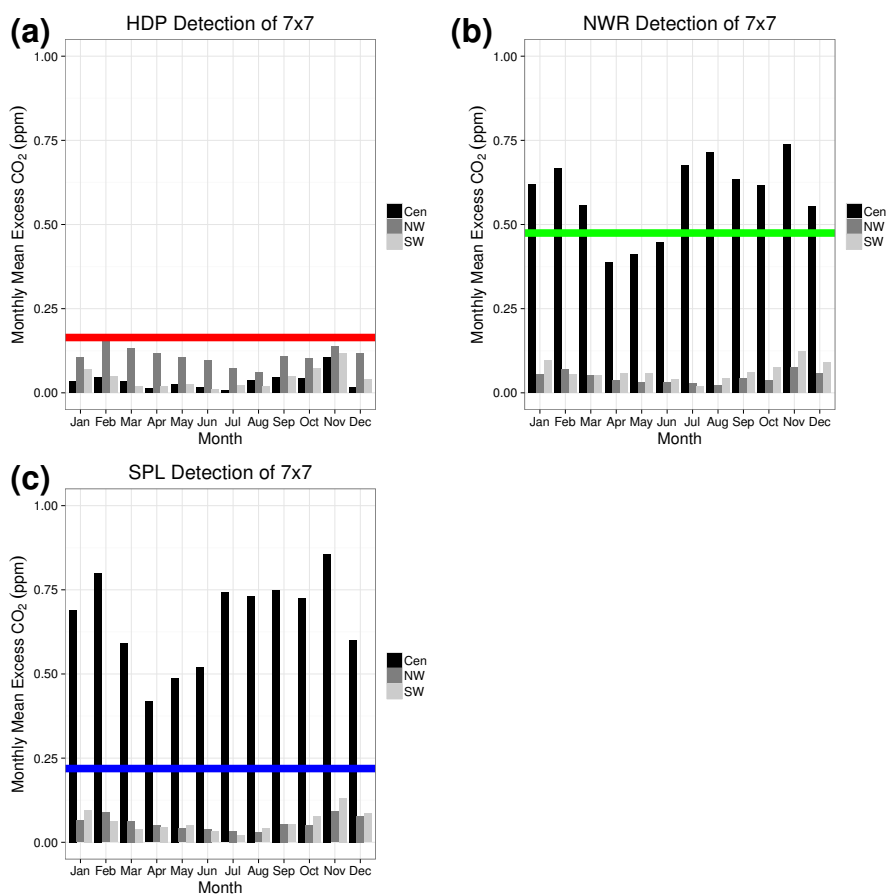 (a)
HDP Detection of 7x7
Monthly Mean Excess CO₂ (ppm)
1.00
0.75
0.50
0.25
0.00
Jan Feb Mar Apr May Jun Jul Aug Sep Oct Nov Dec
Month
Cen
NW
SW
(b)
NWR Detection of 7x7
Monthly Mean Excess CO₂ (ppm)
1.00
0.75
0.50
0.25
0.00
Jan Feb Mar Apr May Jun Jul Aug Sep Oct Nov Dec
Month
Cen
NW
SW
(c)
SPL Detection of 7x7
Monthly Mean Excess CO₂ (ppm)
1.00
0.75
0.50
0.25
0.00
Jan Feb Mar Apr May Jun Jul Aug Sep Oct Nov Dec
Month
Cen
NW
SW